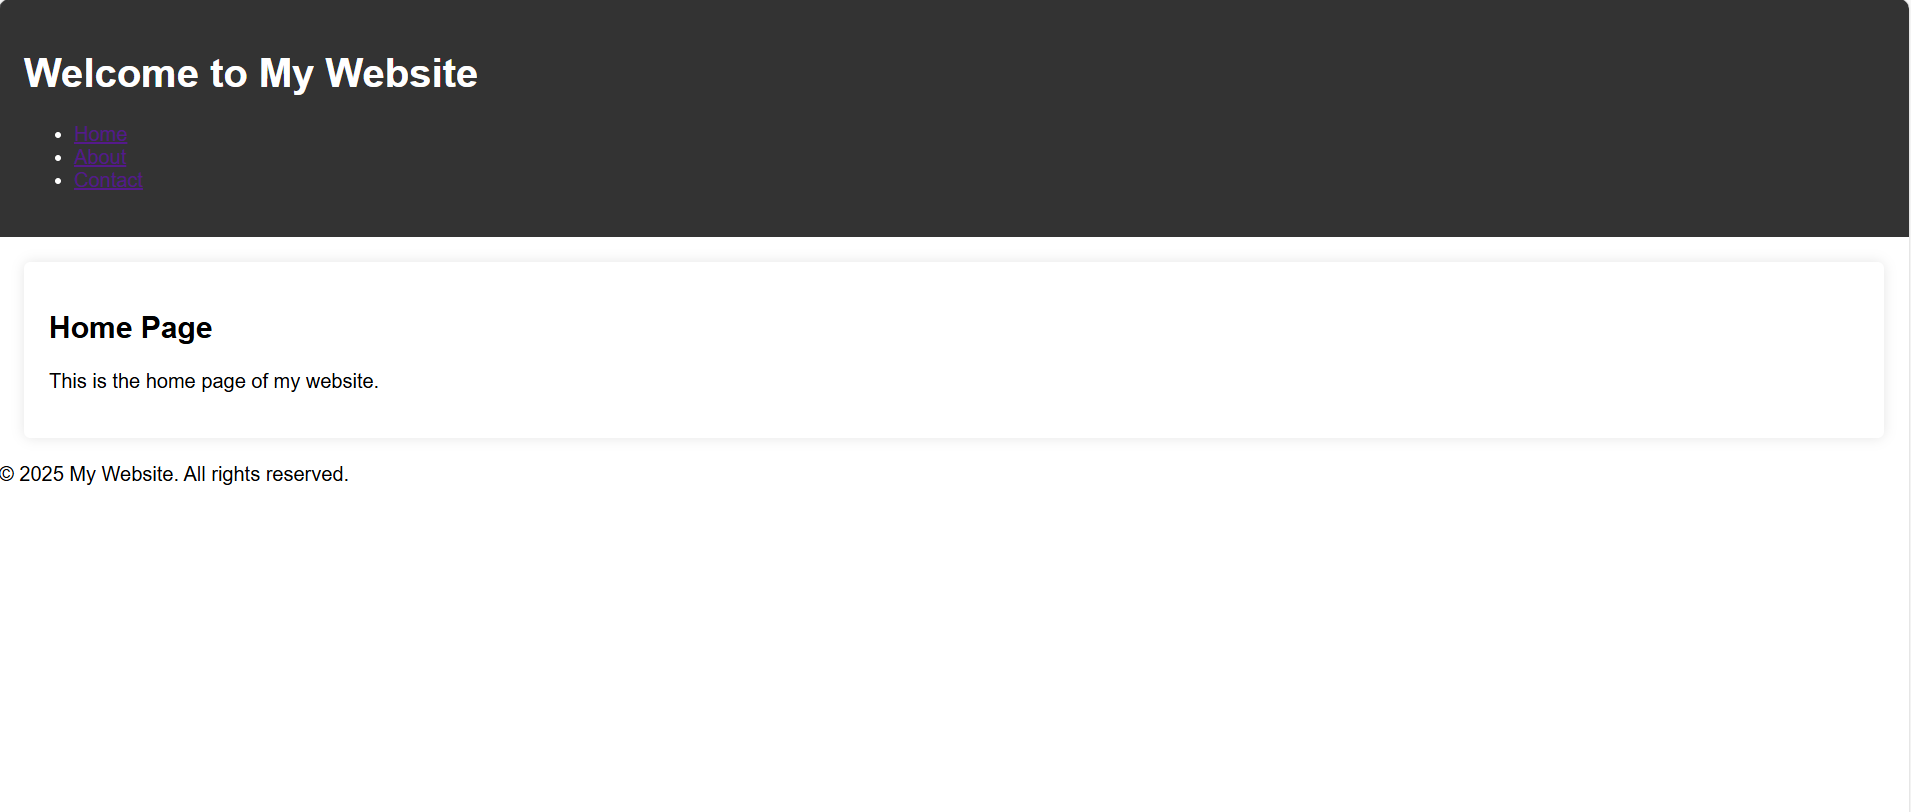 Welcome to My Website
Home
About
Contact
Home Page
This is the home page of my website.
© 2025 My Website. All rights reserved.